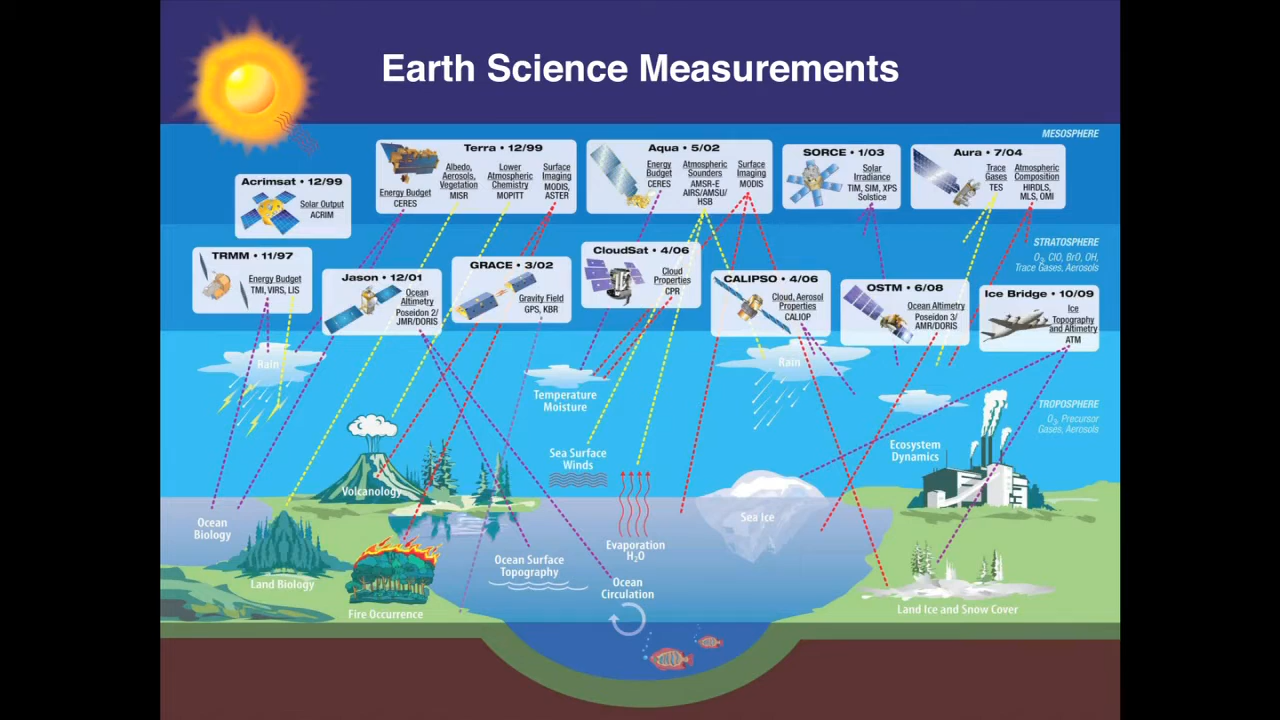 Earth Science Measurements
MESOSPHERE
Terra • 12/99
Albedo,
Aerosols,
Vegetation
MISR
Lower
Atmospheric
Chemistry
MOPITT
Surface
Imaging
MODIS,
ASTER
Energy Budget
CERES
Aqua • 5/02
Energy
Budget
CERES
Atmospheric
Sounders
AMSR-E
AIRS/AMSU/
HSB
Surface
Imaging
MODIS
SORCE • 1/03
Solar
Irradiance
TIM, SIM, XPS
Solstice
Aura • 7/04
Trace
Gases
TES
Atmospheric
Composition
HIRDLS,
MLS, OMI
Acrimsat • 12/99
Solar Output
ACRIM
STRATOSPHERE
O3, ClO, BrO, OH,
Trace Gases, Aerosols
TRMM • 11/97
Energy Budget
TMI, VIRS, LIS
Jason • 12/01
Ocean
Altimetry
Poseidon 2/
JMR/DORIS
GRACE • 3/02
Gravity Field
GPS, KBR
CloudSat • 4/06
Cloud
Properties
CPR
CALIPSO • 4/06
Cloud, Aerosol
Properties
CALIOP
OSTM • 6/08
Ocean Altimetry
Poseidon 3/
AMR/DORIS
Ice Bridge • 10/09
Ice
Topography
and Altimetry
ATM
Rain
Rain
Temperature
Moisture
TROPOSPHERE
O3, Precursor
Gases, Aerosols
Ecosystem
Dynamics
Sea Surface
Winds
Volcanology
Sea Ice
Ocean
Biology
Evaporation
H2O
Ocean Surface
Topography
Land Biology
Ocean
Circulation
Fire Occurrence
Land Ice and Snow Cover